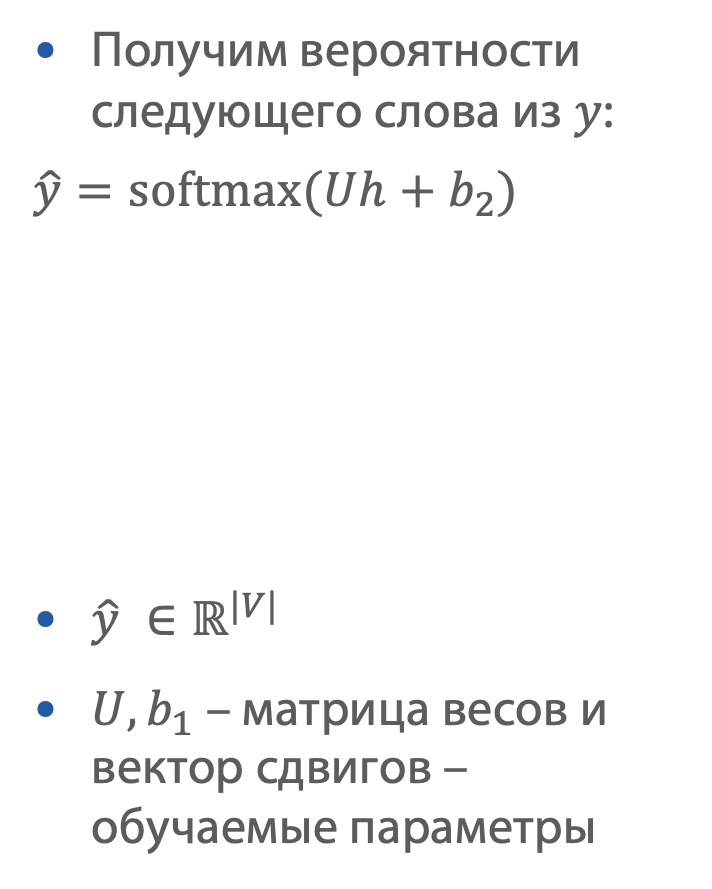 • Получим вероятности
следующего слова из y:
ŷ = softmax(Uh + b₂)
• ŷ ∈ ℝ^|V|
• U, b₁ – матрица весов и
вектор сдвигов –
обучаемые параметры